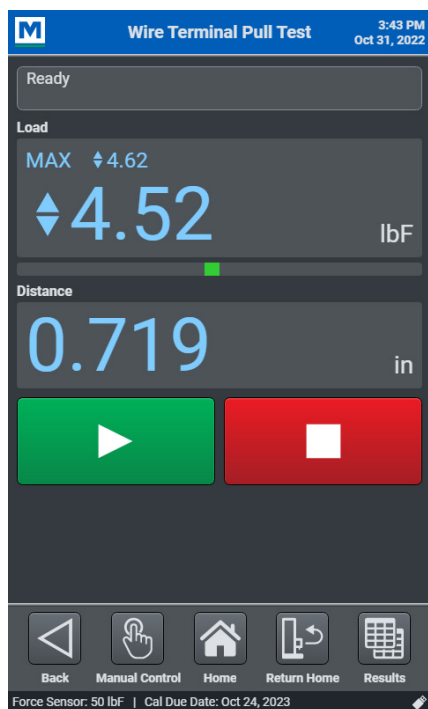 M
Wire Terminal Pull Test
3:43 PM
Oct 31, 2022
Ready
Load
MAX 4.62
4.52
lbF
Distance
0.719
in
Back Manual Control Home Return Home Results
Force Sensor: 50 lbF | Cal Due Date: Oct 24, 2023